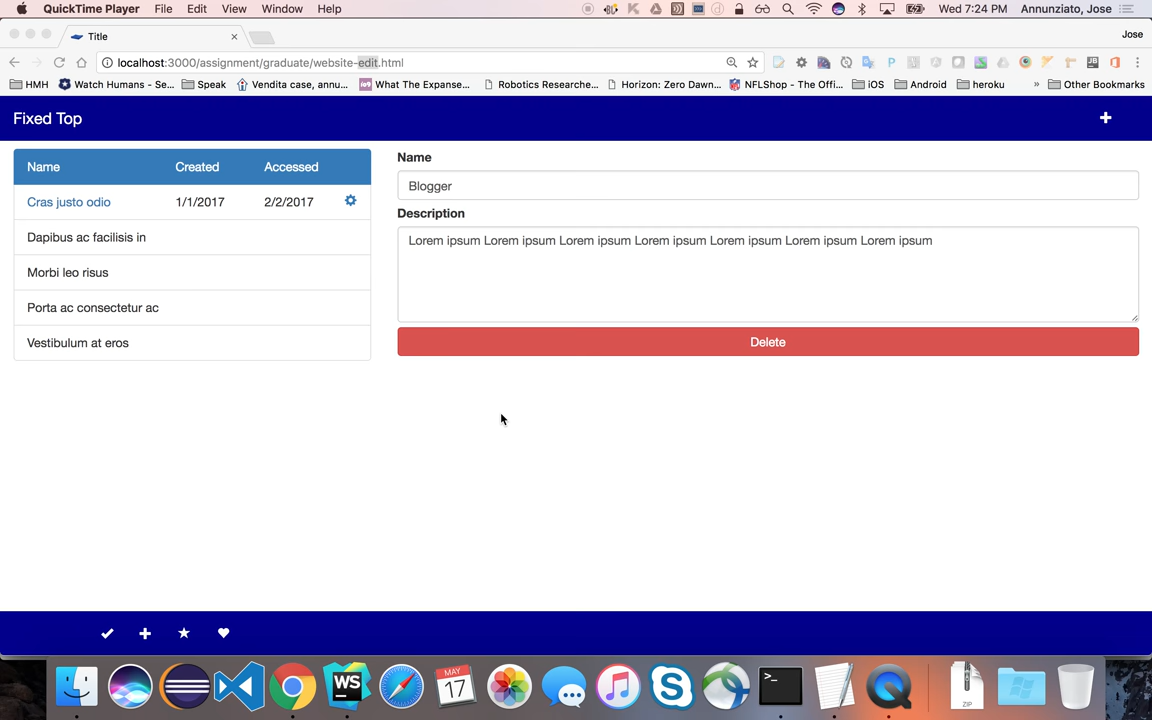 QuickTime Player File Edit View Window Help Wed 7:24 PM Annunziato, Jose
Title Jose
localhost:3000/assignment/graduate/website-edit.html
HMH Watch Humans - Se... Speak Vendita case, annu... What The Expanse... Robotics Researche... Horizon: Zero Dawn... NFLShop - The Offi... iOS Android heroku » Other Bookmarks
Fixed Top
Name Created Accessed
Cras justo odio 1/1/2017 2/2/2017
Dapibus ac facilisis in
Morbi leo risus
Porta ac consectetur ac
Vestibulum at eros
Name
Blogger
Description
Lorem ipsum Lorem ipsum Lorem ipsum Lorem ipsum Lorem ipsum Lorem ipsum Lorem ipsum
Delete
WS MAY 17 ZIP